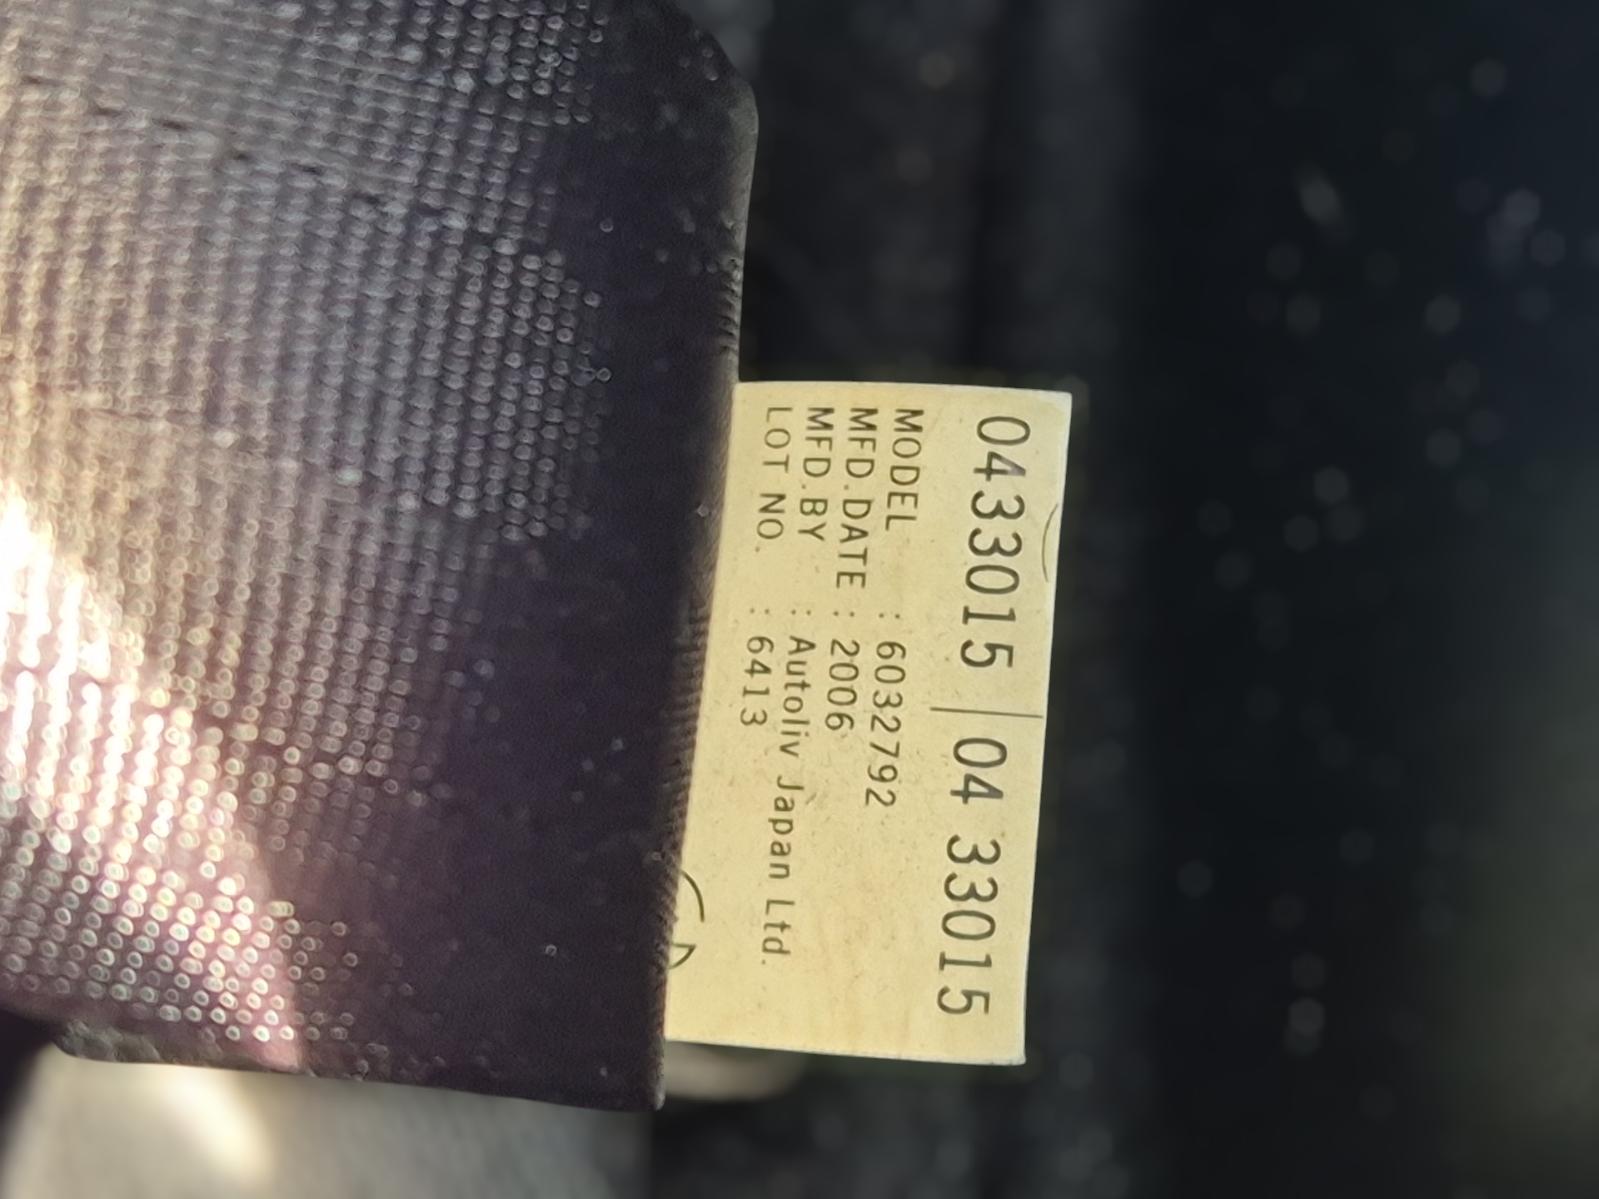 0433015 | 04 33015
MODEL : 6032792
MFD.DATE : 2006
MFD.BY : Autoliv Japan Ltd.
LOT NO. : 6413